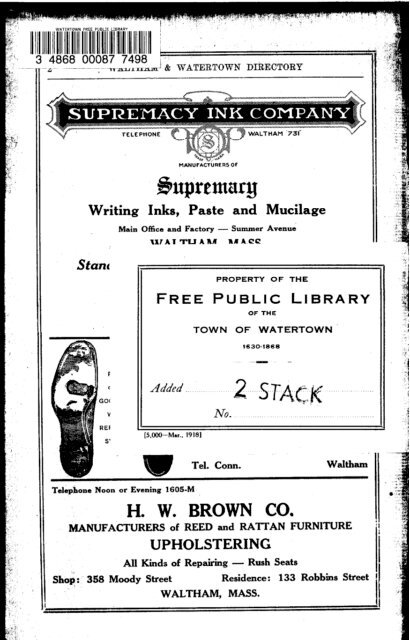 WATERTOWN FREE PUBLIC LIBRARY
3 4868 00087 7498
2 WALTHAM & WATERTOWN DIRECTORY
SUPREMACY INK COMPANY
TELEPHONE WALTHAM 731
S
MANUFACTURERS OF
Supremacy
Writing Inks, Paste and Mucilage
Main Office and Factory — Summer Avenue
WALTHAM, MASS.
PROPERTY OF THE
FREE PUBLIC LIBRARY
OF THE
TOWN OF WATERTOWN
1630-1868
Added 2 STACK
No.
[5,000—Mar., 1918]
Tel. Conn. Waltham
Telephone Noon or Evening 1605-M
H. W. BROWN CO.
MANUFACTURERS of REED and RATTAN FURNITURE
UPHOLSTERING
All Kinds of Repairing — Rush Seats
Shop: 358 Moody Street Residence: 133 Robbins Street
WALTHAM, MASS.